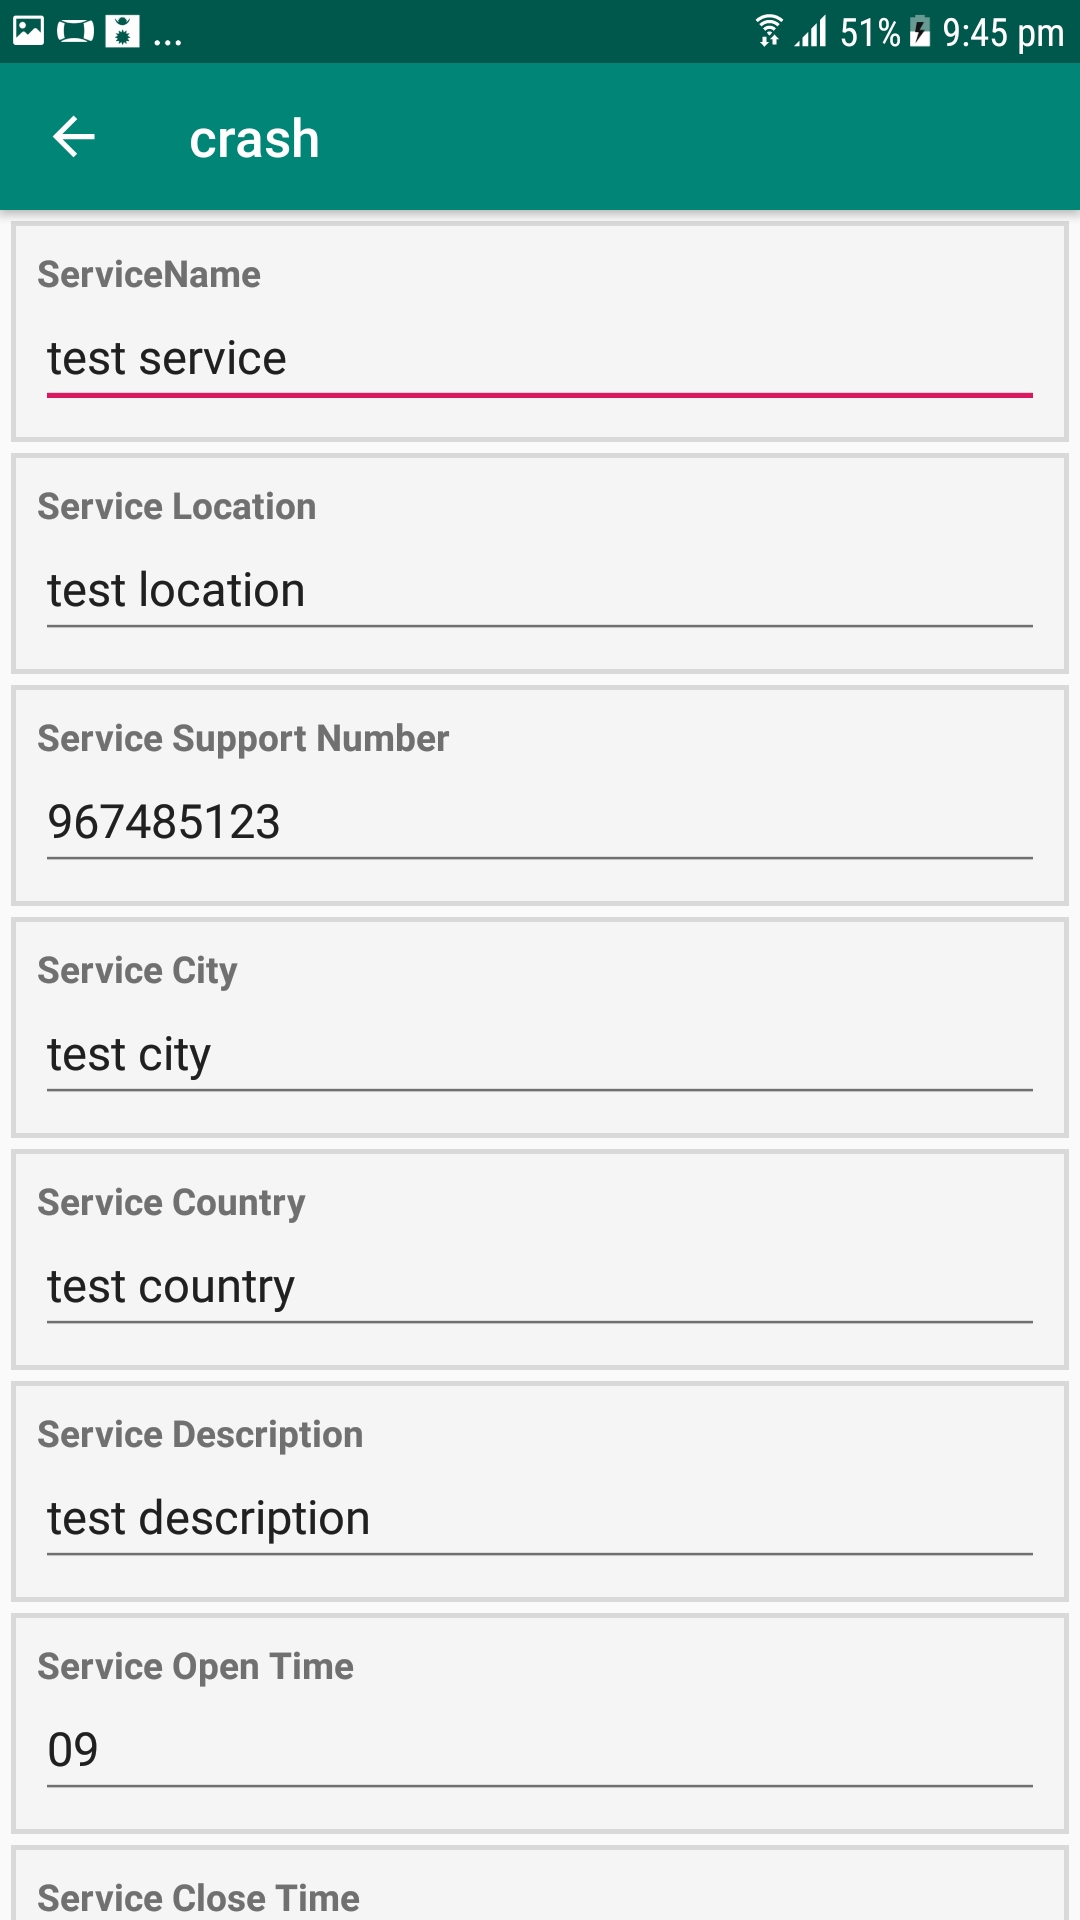 ... 51% 9:45 pm
crash
ServiceName
test service
Service Location
test location
Service Support Number
967485123
Service City
test city
Service Country
test country
Service Description
test description
Service Open Time
09
Service Close Time